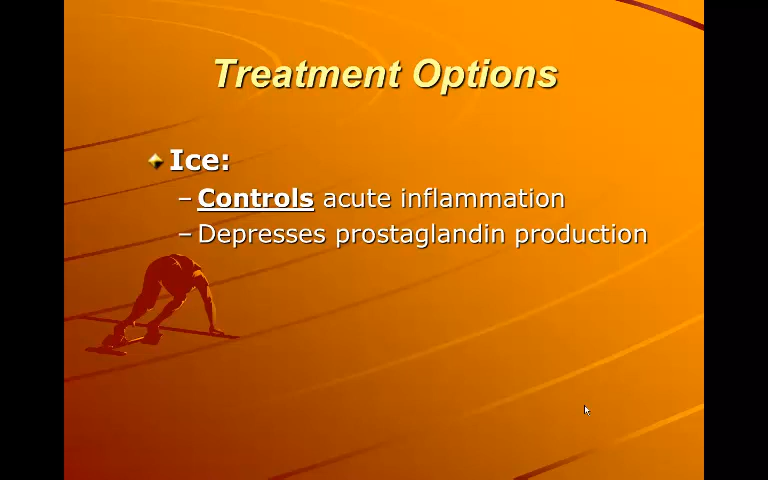 Treatment Options
Ice:
– Controls acute inflammation
– Depresses prostaglandin production